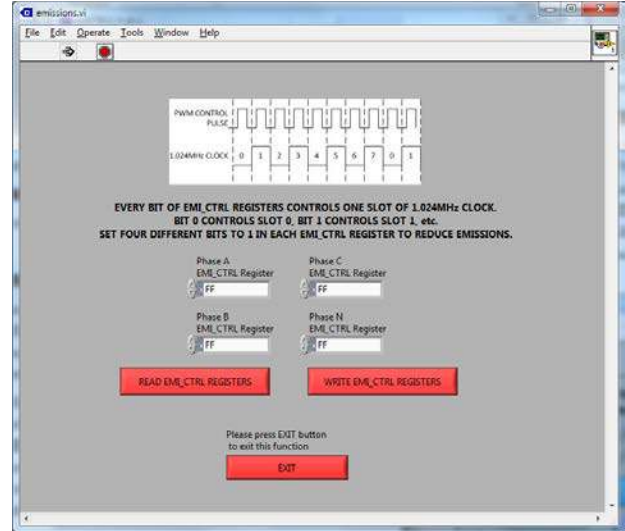 emissions.vi
File Edit Operate Tools Window Help
PWM CONTROL
PULSE
1.024MHz CLOCK 0 1 2 3 4 5 6 7 0 1
EVERY BIT OF EMI_CTRL REGISTERS CONTROLS ONE SLOT OF 1.024MHz CLOCK.
BIT 0 CONTROLS SLOT 0, BIT 1 CONTROLS SLOT 1, etc.
SET FOUR DIFFERENT BITS TO 1 IN EACH EMI_CTRL REGISTER TO REDUCE EMISSIONS.
Phase A
EMI_CTRL Register
FF
Phase C
EMI_CTRL Register
FF
Phase B
EMI_CTRL Register
FF
Phase N
EMI_CTRL Register
FF
READ EMI_CTRL REGISTERS
WRITE EMI_CTRL REGISTERS
Please press EXIT button
to exit this function
EXIT